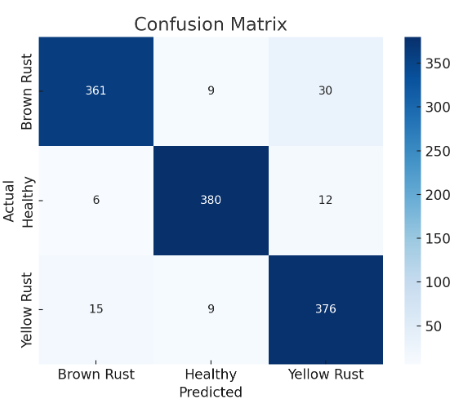 Confusion Matrix
Brown Rust 361 9 30
Actual
Healthy 6 380 12
Yellow Rust 15 9 376
Brown Rust Healthy Yellow Rust
Predicted
350
300
250
200
150
100
50